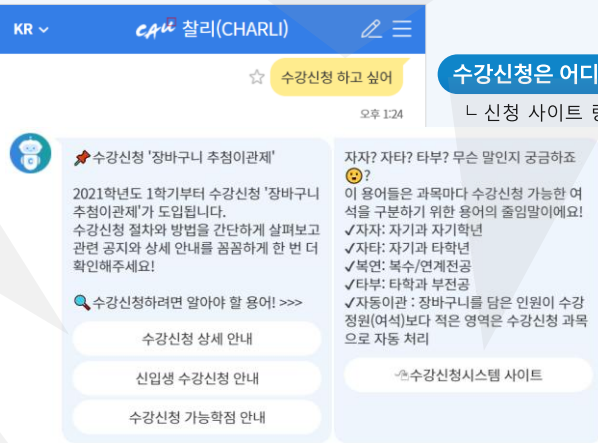 KR
CAU 찰리(CHARLI)
수강신청 하고 싶어
오후 1:24
수강신청은 어디
ㄴ 신청 사이트
📌수강신청 '장바구니 추첨이관제'
2021학년도 1학기부터 수강신청 '장바구니
추첨이관제'가 도입됩니다.
수강신청 절차와 방법을 간단하게 살펴보고
관련 공지와 상세 안내를 꼼꼼하게 한 번 더
확인해주세요!
🔍수강신청하려면 알아야 할 용어! >>>
수강신청 상세 안내
신입생 수강신청 안내
수강신청 가능학점 안내
자자? 자타? 타부? 무슨 말인지 궁금하죠
😮?
이 용어들은 과목마다 수강신청 가능한 여
석을 구분하기 위한 용어의 줄임말이에요!
✓자자: 자기과 자기학년
✓자타: 자기과 타학년
✓복연: 복수/연계전공
✓타부: 타학과 부전공
✓자동이관 : 장바구니를 담은 인원이 수강
정원(여석)보다 적은 영역은 수강신청 과목
으로 자동 처리
수강신청시스템 사이트